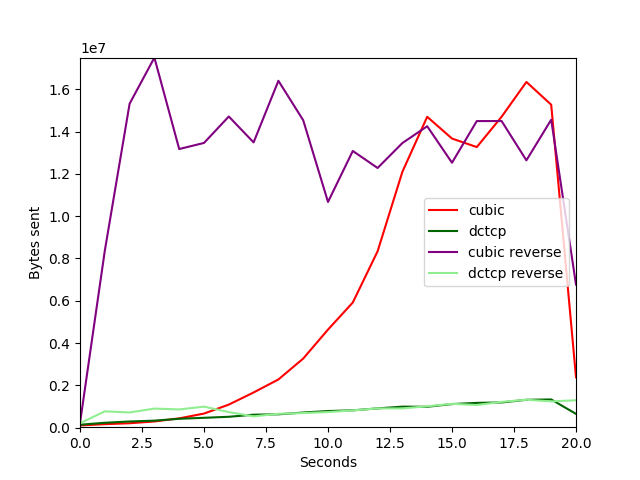 1e7
1.6
1.4
1.2
1.0
0.8
0.6
0.4
0.2
0.0
Bytes sent
cubic
dctcp
cubic reverse
dctcp reverse
0.0 2.5 5.0 7.5 10.0 12.5 15.0 17.5 20.0
Seconds